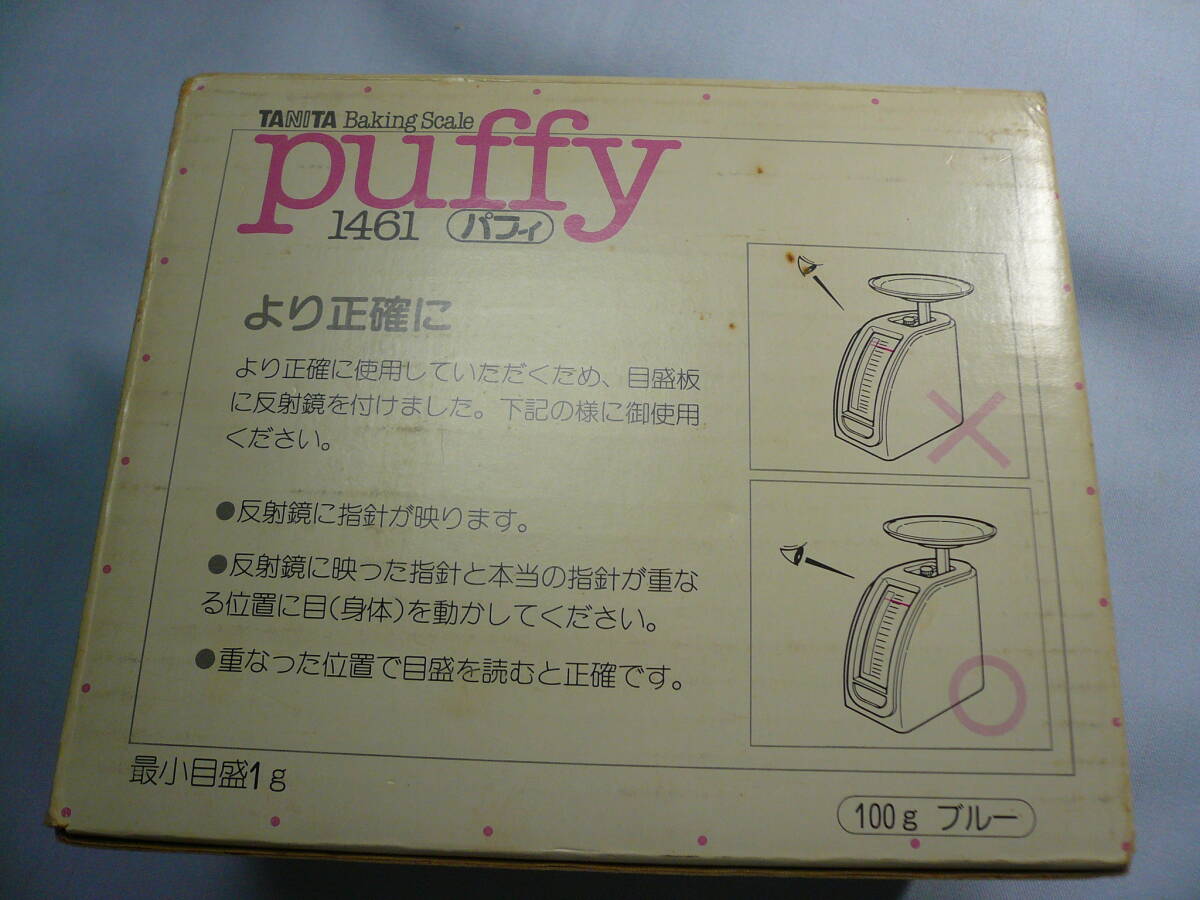 TANITA Baking Scale
puffy
1461 パフィ
より正確に
より正確に使用していただくため、目盛板
に反射鏡を付けました。下記の様に御使用
ください。
●反射鏡に指針が映ります。
●反射鏡に映った指針と本当の指針が重な
る位置に目(身体)を動かしてください。
●重なった位置で目盛を読むと正確です。
最小目盛1g
100g ブルー